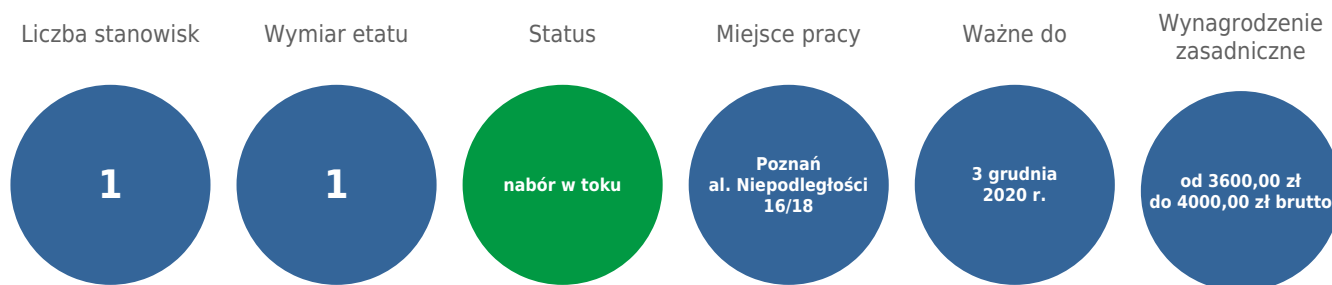 Liczba stanowisk
1
Wymiar etatu
1
Status
nabór w toku
Miejsce pracy
Poznań
al. Niepodległości
16/18
Ważne do
3 grudnia
2020 r.
Wynagrodzenie
zasadnicze
od 3600,00 zł
do 4000,00 zł brutto